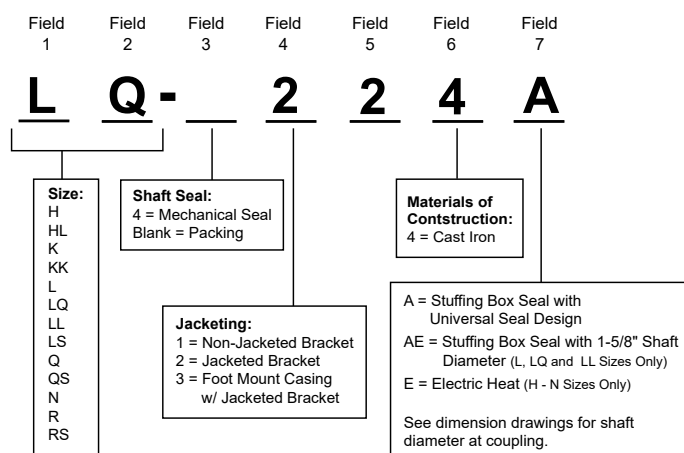 Field Field Field Field Field Field Field
1 2 3 4 5 6 7
L Q - 2 2 4 A
Size:
H
HL
K
KK
L
LQ
LL
LS
Q
QS
N
R
RS
Shaft Seal:
4 = Mechanical Seal
Blank = Packing
Jacketing:
1 = Non-Jacketed Bracket
2 = Jacketed Bracket
3 = Foot Mount Casing
w/ Jacketed Bracket
Materials of
Contstruction:
4 = Cast Iron
A = Stuffing Box Seal with
Universal Seal Design
AE = Stuffing Box Seal with 1-5/8" Shaft
Diameter (L, LQ and LL Sizes Only)
E = Electric Heat (H - N Sizes Only)
See dimension drawings for shaft
diameter at coupling.